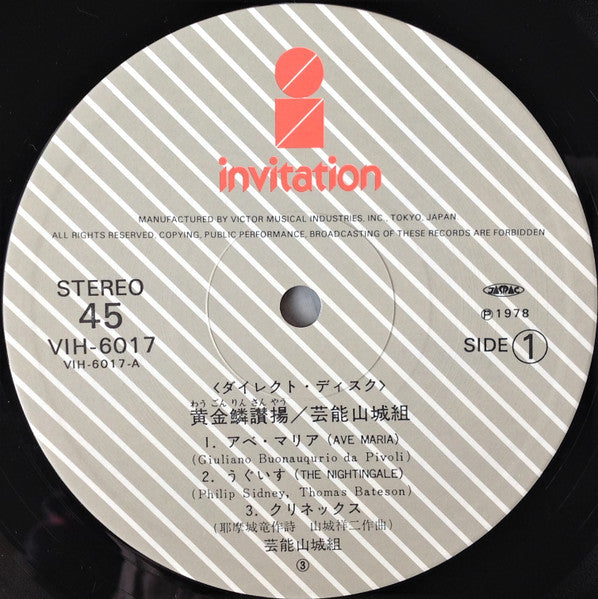 invitation
MANUFACTURED BY VICTOR MUSICAL INDUSTRIES, INC., TOKYO, JAPAN
ALL RIGHTS RESERVED. COPYING, PUBLIC PERFORMANCE, BROADCASTING OF THESE RECORDS ARE FORBIDDEN
STEREO
45
VIH-6017
VIH-6017-A
JASRAC
Ⓟ1978
SIDE 1
〈ダイレクト・ディスク〉
わう ごん りん さん やう
黄金鱗讃揚/芸能山城組
1. アベ・マリア (AVE MARIA)
(Giuliano Buonauqurio da Pivoli)
2. うぐいす (THE NIGHTINGALE)
(Philip Sidney, Thomas Bateson)
3. クリネックス
(耶摩城竜作詩 山城祥二作曲)
芸能山城組
③